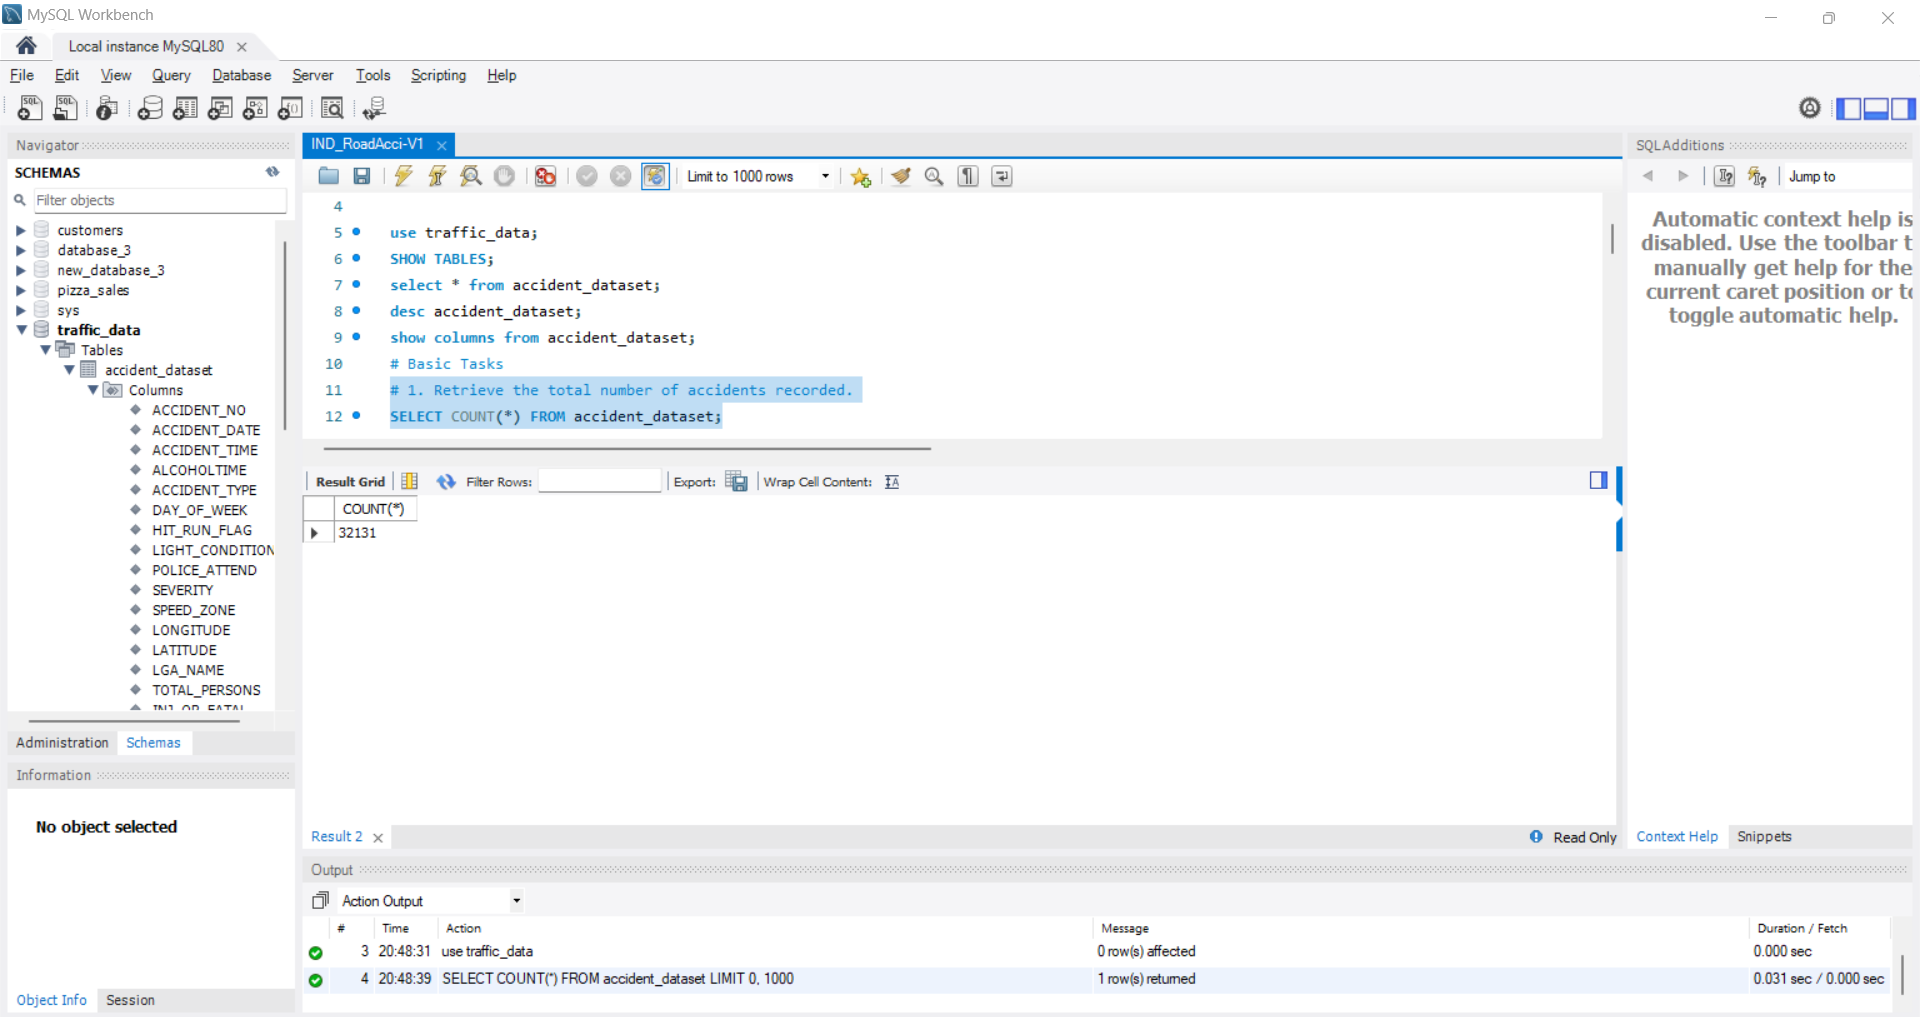 MySQL Workbench
Local instance MySQL80
File Edit View Query Database Server Tools Scripting Help
Navigator
SCHEMAS
Filter objects
customers
database_3
new_database_3
pizza_sales
sys
traffic_data
Tables
accident_dataset
Columns
ACCIDENT_NO
ACCIDENT_DATE
ACCIDENT_TIME
ALCOHOLTIME
ACCIDENT_TYPE
DAY_OF_WEEK
HIT_RUN_FLAG
LIGHT_CONDITION
POLICE_ATTEND
SEVERITY
SPEED_ZONE
LONGITUDE
LATITUDE
LGA_NAME
TOTAL_PERSONS
INJ_OR_FATAL
Administration Schemas
Information
No object selected
Object Info Session
IND_RoadAcci-V1
Limit to 1000 rows
4
5 use traffic_data;
6 SHOW TABLES;
7 select * from accident_dataset;
8 desc accident_dataset;
9 show columns from accident_dataset;
10 # Basic Tasks
11 # 1. Retrieve the total number of accidents recorded.
12 SELECT COUNT(*) FROM accident_dataset;
Result Grid Filter Rows: Export: Wrap Cell Content:
COUNT(*)
32131
Result 2 Read Only
SQLAdditions
Jump to
Automatic context help is
disabled. Use the toolbar t
manually get help for the
current caret position or to
toggle automatic help.
Context Help Snippets
Output
Action Output
# Time Action Message Duration / Fetch
3 20:48:31 use traffic_data 0 row(s) affected 0.000 sec
4 20:48:39 SELECT COUNT(*) FROM accident_dataset LIMIT 0, 1000 1 row(s) returned 0.031 sec / 0.000 sec